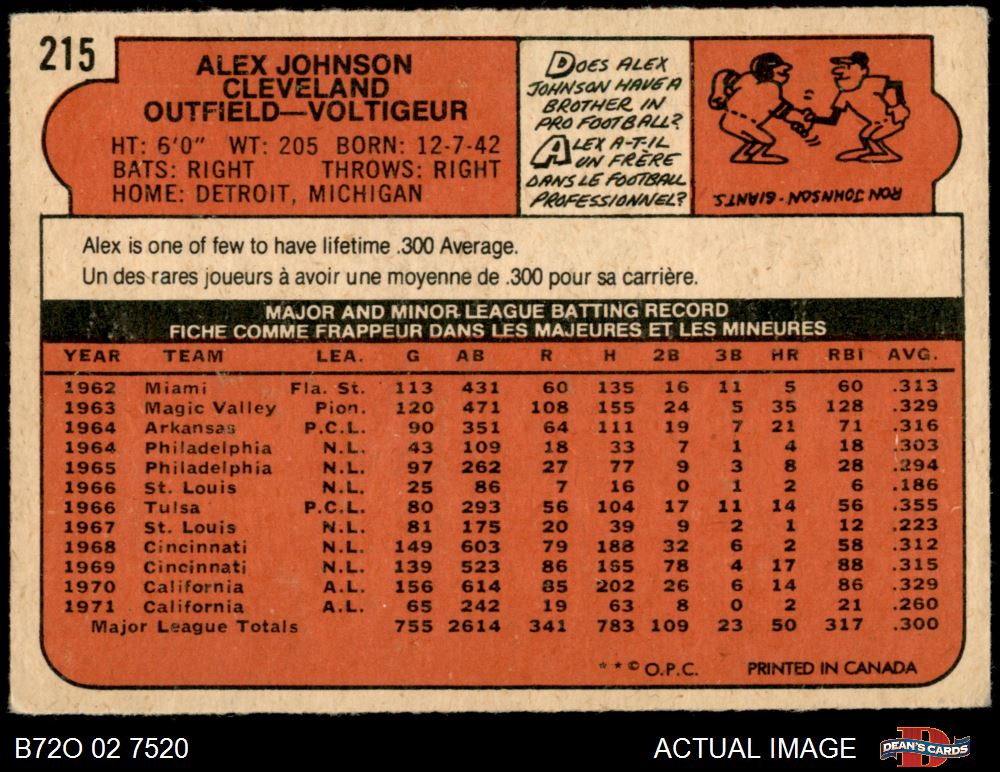 215
ALEX JOHNSON
CLEVELAND
OUTFIELD—VOLTIGEUR
HT: 6'0" WT: 205 BORN: 12-7-42
BATS: RIGHT THROWS: RIGHT
HOME: DETROIT, MICHIGAN
DOES ALEX
JOHNSON HAVE A
BROTHER IN
PRO FOOTBALL?
ALEX A-T-IL
UN FRÈRE
DANS LE FOOTBALL
PROFESSIONNEL?
RON JOHNSON - GIANTS.
Alex is one of few to have lifetime .300 Average.
Un des rares joueurs à avoir une moyenne de .300 pour sa carrière.
MAJOR AND MINOR LEAGUE BATTING RECORD
FICHE COMME FRAPPEUR DANS LES MAJEURES ET LES MINEURES
YEAR TEAM LEA. G AB R H 2B 3B HR RBI AVG.
1962 Miami Fla. St. 113 431 60 135 16 11 5 60 .313
1963 Magic Valley Pion. 120 471 108 155 24 5 35 128 .329
1964 Arkansas P.C.L. 90 351 64 111 19 7 21 71 .316
1964 Philadelphia N.L. 43 109 18 33 7 1 4 18 .303
1965 Philadelphia N.L. 97 262 27 77 9 3 8 28 .294
1966 St. Louis N.L. 25 86 7 16 0 1 2 6 .186
1966 Tulsa P.C.L. 80 293 56 104 17 11 14 56 .355
1967 St. Louis N.L. 81 175 20 39 9 2 1 12 .223
1968 Cincinnati N.L. 149 603 79 188 32 6 2 58 .312
1969 Cincinnati N.L. 139 523 86 165 78 4 17 88 .315
1970 California A.L. 156 614 85 202 26 6 14 86 .329
1971 California A.L. 65 242 19 63 8 0 2 21 .260
Major League Totals 755 2614 341 783 109 23 50 317 .300
* * © O.P.C. PRINTED IN CANADA
B72O 02 7520 ACTUAL IMAGE DEAN'S CARDS